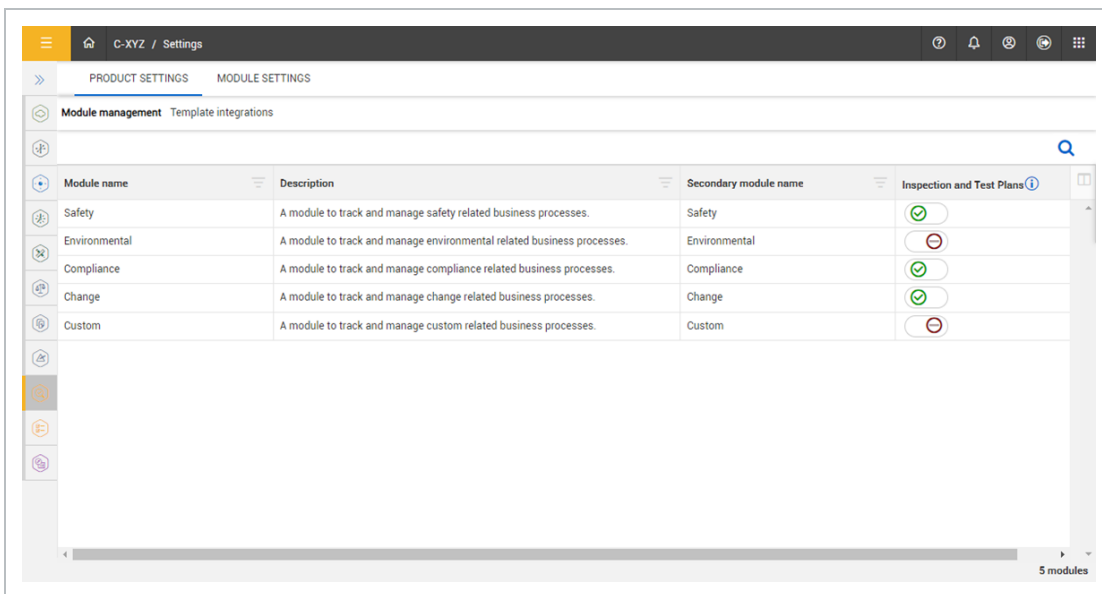 C-XYZ / Settings
PRODUCT SETTINGS MODULE SETTINGS
Module management Template integrations
Module name Description Secondary module name Inspection and Test Plans
Safety A module to track and manage safety related business processes. Safety
Environmental A module to track and manage environmental related business processes. Environmental
Compliance A module to track and manage compliance related business processes. Compliance
Change A module to track and manage change related business processes. Change
Custom A module to track and manage custom related business processes. Custom
5 modules